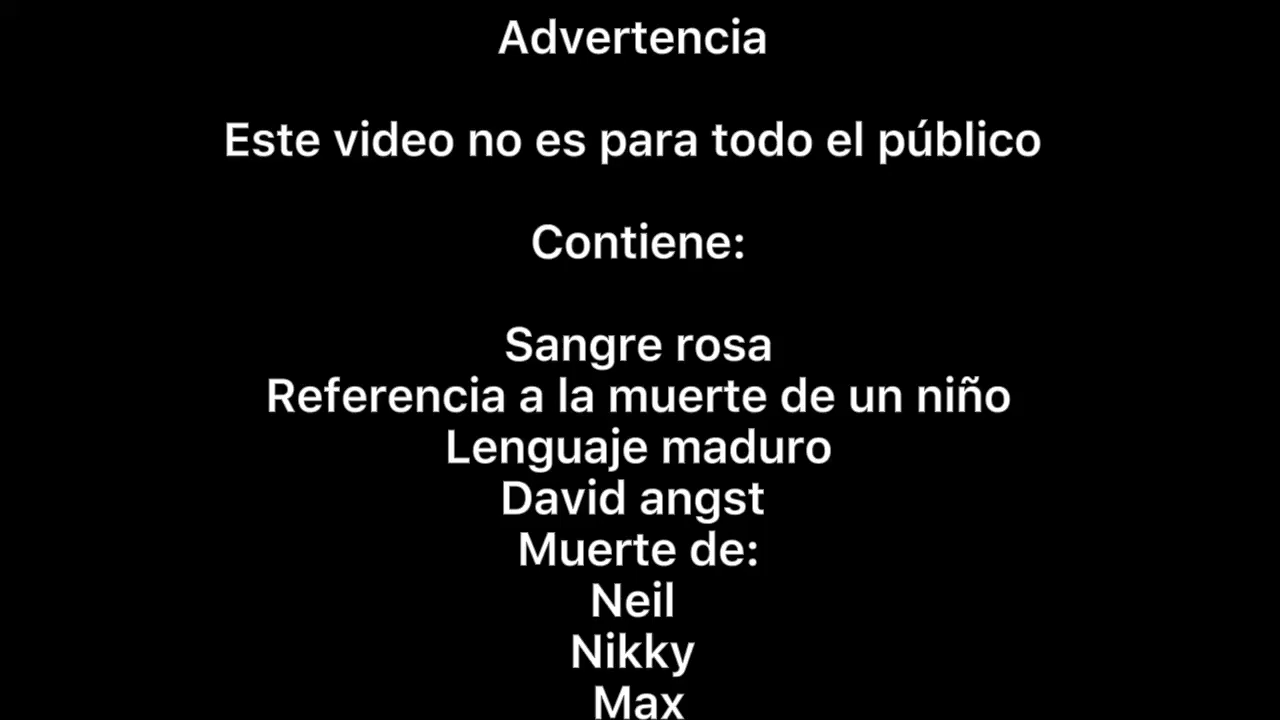 Advertencia
Este video no es para todo el público
Contiene:
Sangre rosa
Referencia a la muerte de un niño
Lenguaje maduro
David angst
Muerte de:
Neil
Nikky
Max